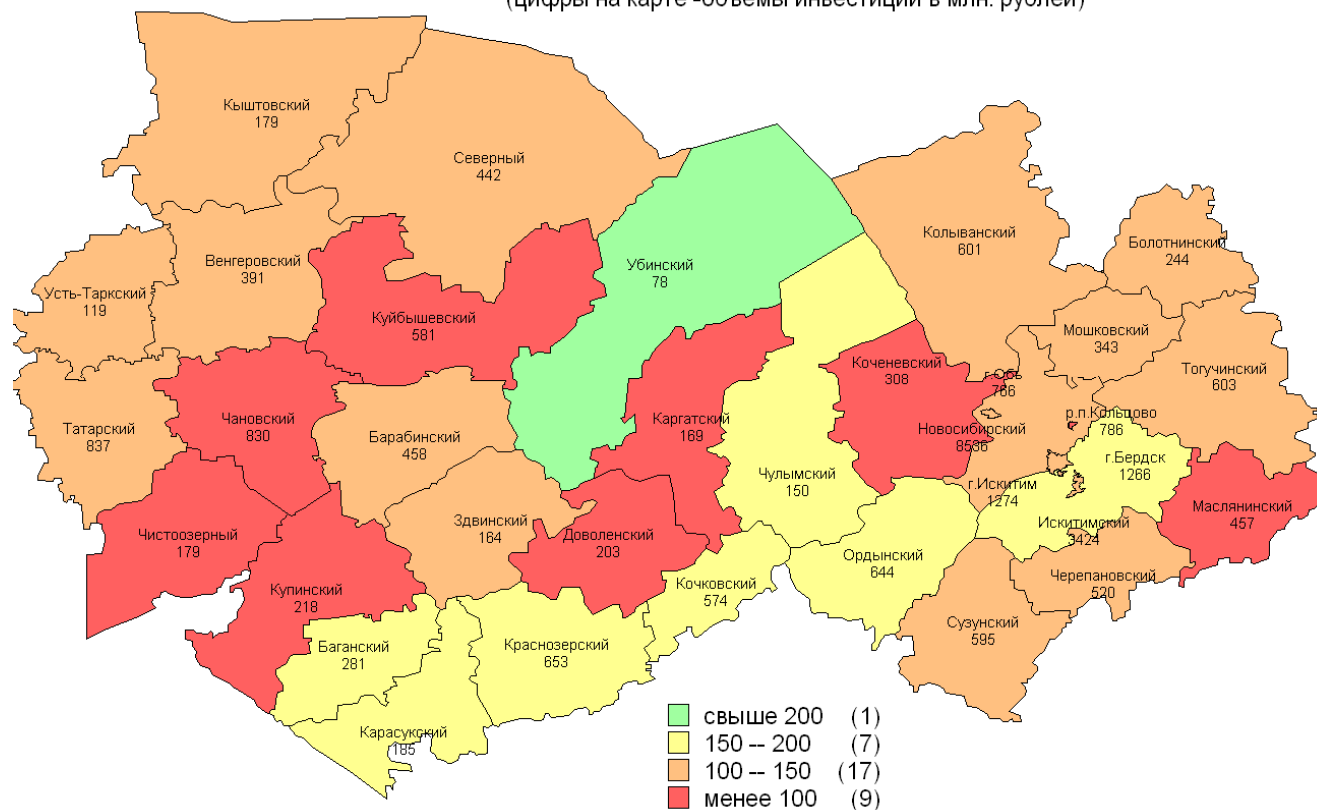 (цифры на карте -объемы инвестиций в млн. рублей)
Кыштовский
179
Северный
442
Колыванский
601
Болотнинский
244
Венгеровский
391
Убинский
78
Усть-Таркский
119
Куйбышевский
581
Мошковский
343
Коченевский
308
г.Обь
766
Тогучинский
603
Чановский
830
Каргатский
169
р.п.Кольцово
786
Татарский
837
Барабинский
458
Новосибирский
8536
г.Бердск
1266
Чулымский
150
г.Искитим
1274
Маслянинский
457
Чистоозерный
179
Здвинский
164
Доволенский
203
Искитимский
3424
Ордынский
644
Купинский
218
Кочковский
574
Черепановский
520
Сузунский
595
Баганский
281
Краснозерский
653
Карасукский
185
свыше 200 (1)
150 -- 200 (7)
100 -- 150 (17)
менее 100 (9)